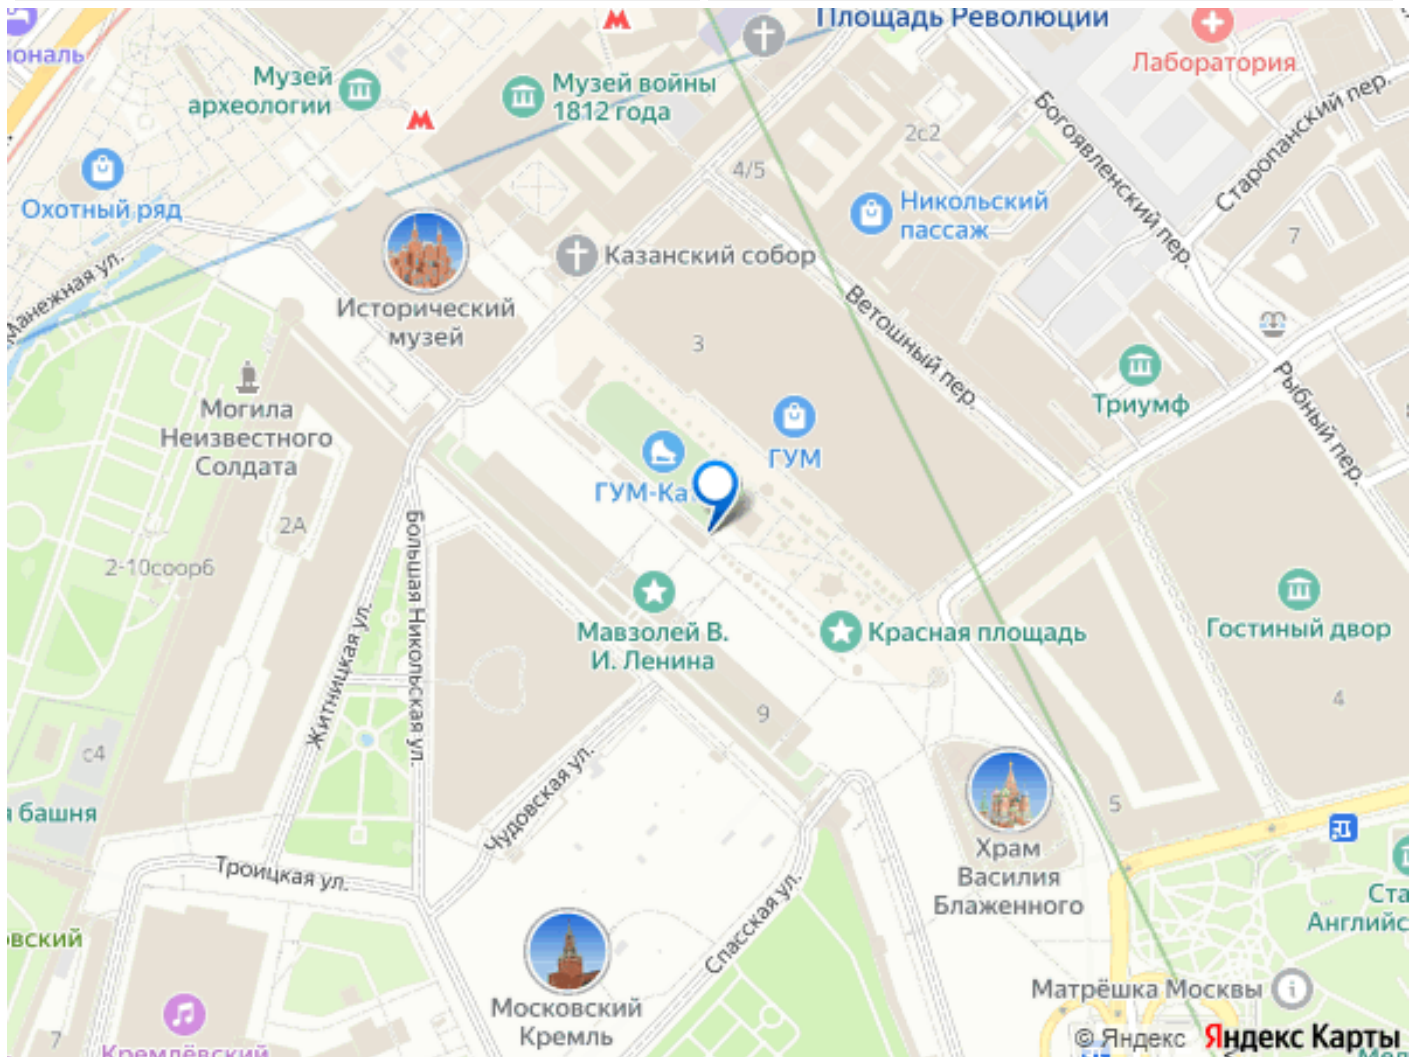 Площадь Революции
Лаборатория
Музей
археологии
Музей войны
1812 года
Богоявленский пер.
Старопанский пер.
2с2
4/5
Охотный ряд
Никольский
пассаж
7
Манежная ул.
Казанский собор
Исторический
музей
Ветошный пер.
3
Могила
Неизвестного
Солдата
Триумф
Рыбный пер.
ГУМ
ГУМ-Ка
2А
2-10соор6
Большая Никольская ул.
Житницкая ул.
Мавзолей В.
И. Ленина
Красная площадь
Гостиный двор
4
9
с4
Чудовская ул.
5
башня
Храм
Василия
Блаженного
Троицкая ул.
1
Спасская ул.
Московский
Кремль
Матрёшка Москвы
7
Кремлёвский
© Яндекс Яндекс Карты